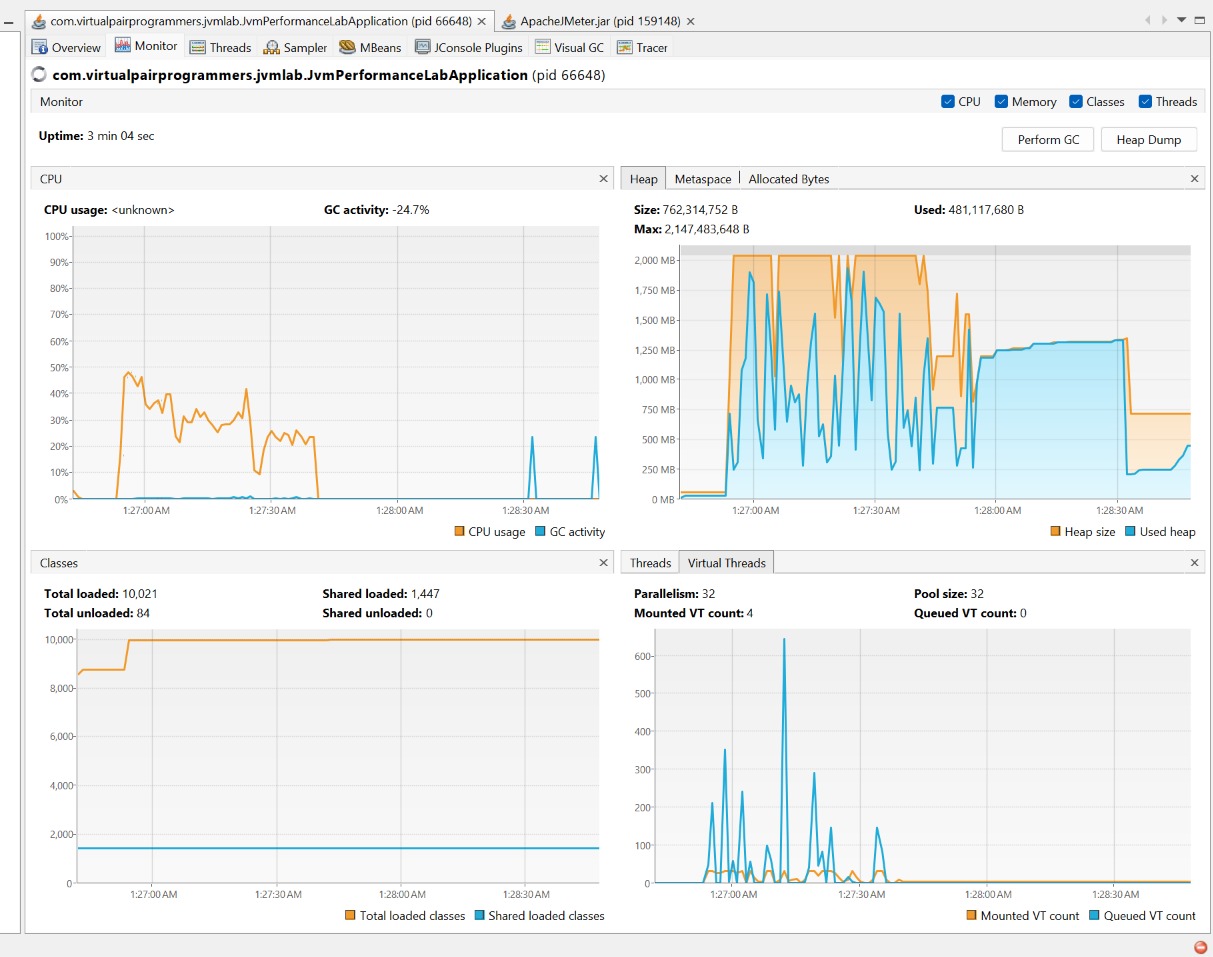 com.virtualpairprogrammers.jvmlab.JvmPerformanceLabApplication (pid 66648) ApacheJMeter.jar (pid 159148)
Overview Monitor Threads Sampler MBeans JConsole Plugins Visual GC Tracer
com.virtualpairprogrammers.jvmlab.JvmPerformanceLabApplication (pid 66648)
Monitor CPU Memory Classes Threads
Uptime: 3 min 04 sec Perform GC Heap Dump
CPU
CPU usage: <unknown> GC activity: -24.7%
100%
90%
80%
70%
60%
50%
40%
30%
20%
10%
0%
1:27:00 AM 1:27:30 AM 1:28:00 AM 1:28:30 AM
CPU usage GC activity
Heap Metaspace Allocated Bytes
Size: 762,314,752 B Used: 481,117,680 B
Max: 2,147,483,648 B
2,000 MB
1,750 MB
1,500 MB
1,250 MB
1,000 MB
750 MB
500 MB
250 MB
0 MB
1:27:00 AM 1:27:30 AM 1:28:00 AM 1:28:30 AM
Heap size Used heap
Classes
Total loaded: 10,021 Shared loaded: 1,447
Total unloaded: 84 Shared unloaded: 0
10,000
8,000
6,000
4,000
2,000
0
1:27:00 AM 1:27:30 AM 1:28:00 AM 1:28:30 AM
Total loaded classes Shared loaded classes
Threads Virtual Threads
Parallelism: 32 Pool size: 32
Mounted VT count: 4 Queued VT count: 0
600
500
400
300
200
100
0
1:27:00 AM 1:27:30 AM 1:28:00 AM 1:28:30 AM
Mounted VT count Queued VT count